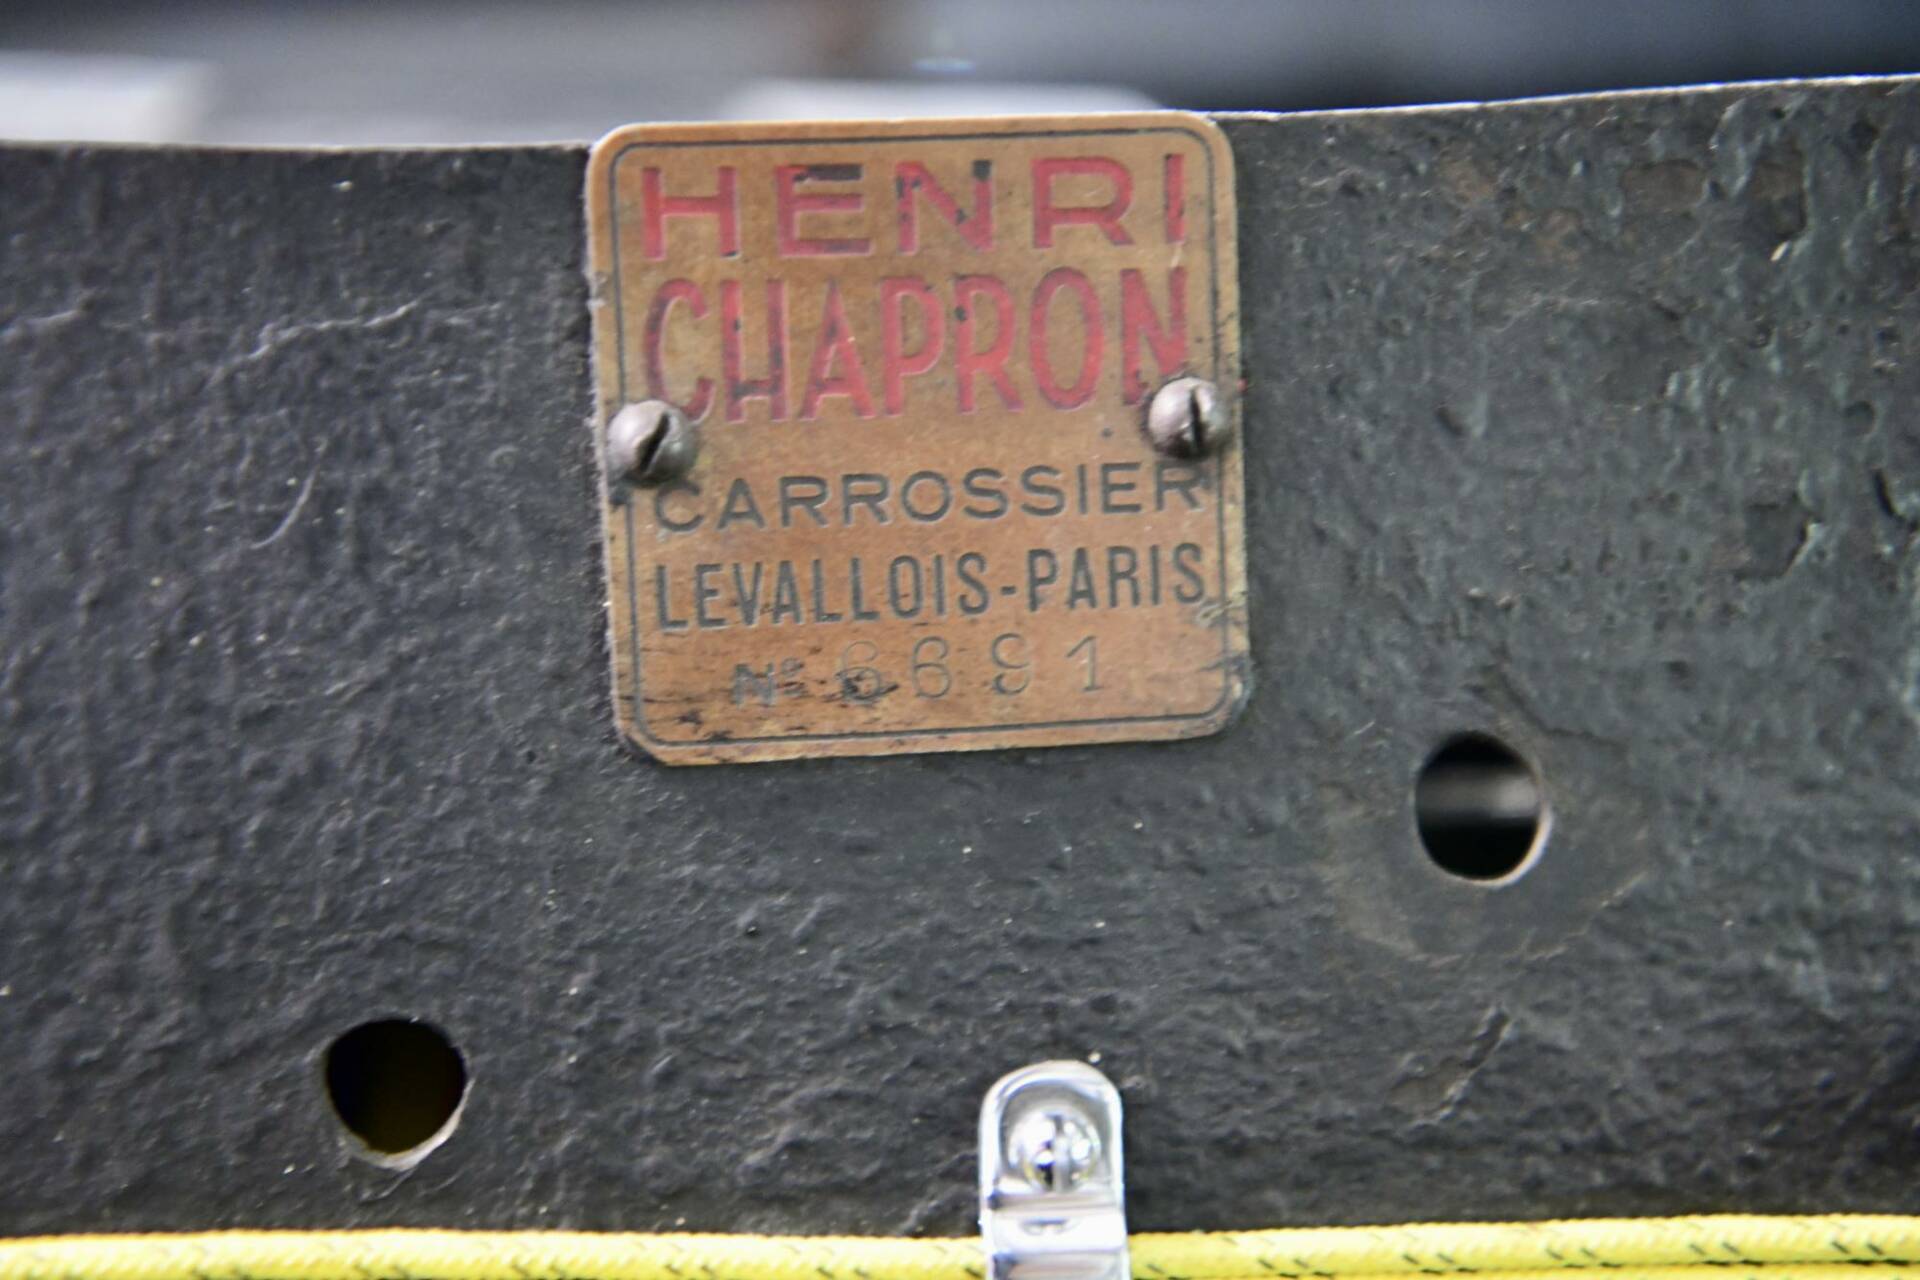 HENRI
CHAPRON
CARROSSIER
LEVALLOIS-PARIS
Nº 6691